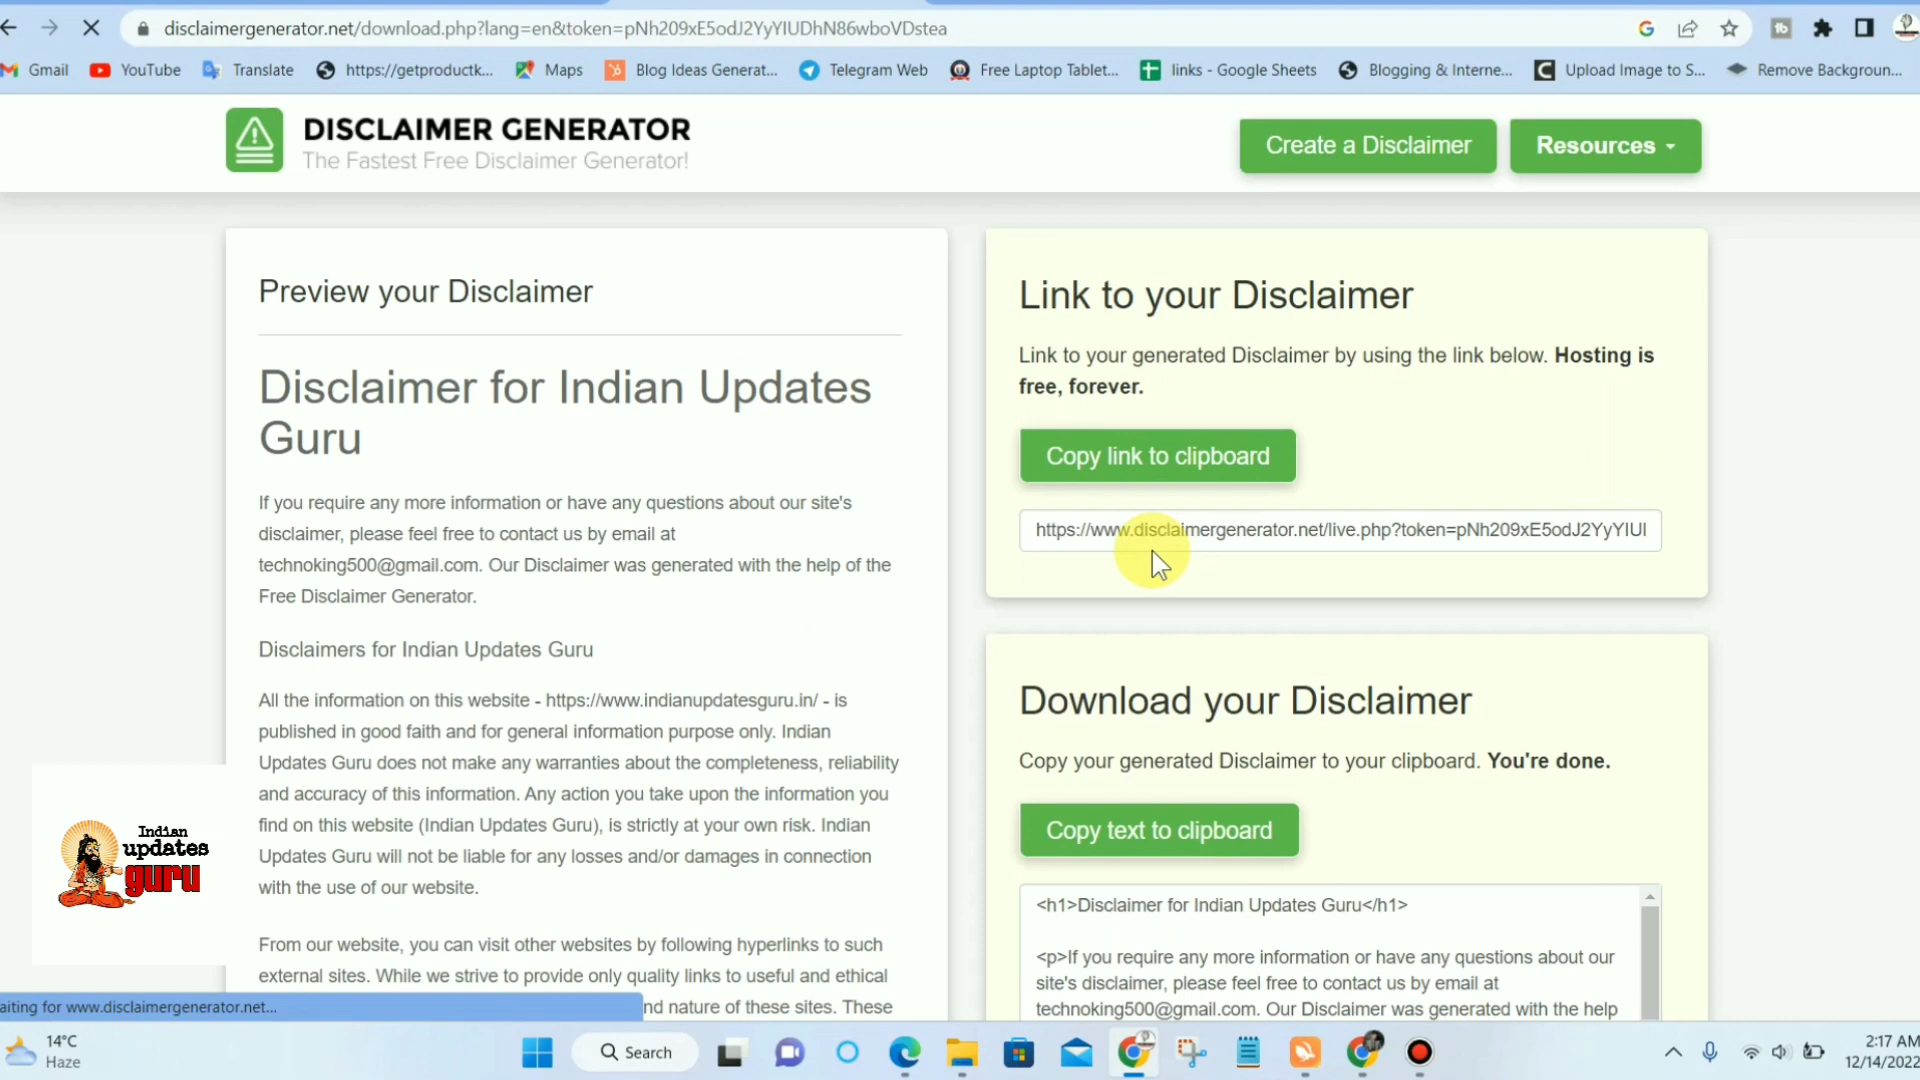 disclaimergenerator.net/download.php?lang=en&token=pNh209xE5odJ2YyYIUDhN86wboVDstea
Gmail YouTube Translate https://getproductk... Maps Blog Ideas Generat... Telegram Web Free Laptop Tablet... links - Google Sheets Blogging & Interne... Upload Image to S... Remove Backgroun...
DISCLAIMER GENERATOR
The Fastest Free Disclaimer Generator!
Create a Disclaimer
Resources
Preview your Disclaimer
Disclaimer for Indian Updates
Guru
If you require any more information or have any questions about our site's
disclaimer, please feel free to contact us by email at
technoking500@gmail.com. Our Disclaimer was generated with the help of the
Free Disclaimer Generator.
Disclaimers for Indian Updates Guru
All the information on this website - https://www.indianupdatesguru.in/ - is
published in good faith and for general information purpose only. Indian
Updates Guru does not make any warranties about the completeness, reliability
and accuracy of this information. Any action you take upon the information you
find on this website (Indian Updates Guru), is strictly at your own risk. Indian
Updates Guru will not be liable for any losses and/or damages in connection
with the use of our website.
From our website, you can visit other websites by following hyperlinks to such
external sites. While we strive to provide only quality links to useful and ethical
nd nature of these sites. These
Link to your Disclaimer
Link to your generated Disclaimer by using the link below. Hosting is
free, forever.
Copy link to clipboard
https://www.disclaimergenerator.net/live.php?token=pNh209xE5odJ2YyYIUI
Download your Disclaimer
Copy your generated Disclaimer to your clipboard. You're done.
Copy text to clipboard
<h1>Disclaimer for Indian Updates Guru</h1>
<p>If you require any more information or have any questions about our
site's disclaimer, please feel free to contact us by email at
technoking500@gmail.com. Our Disclaimer was generated with the help
Indian
updates
guru
aiting for www.disclaimergenerator.net...
14°C
Haze
Search
2:17 AM
12/14/2022